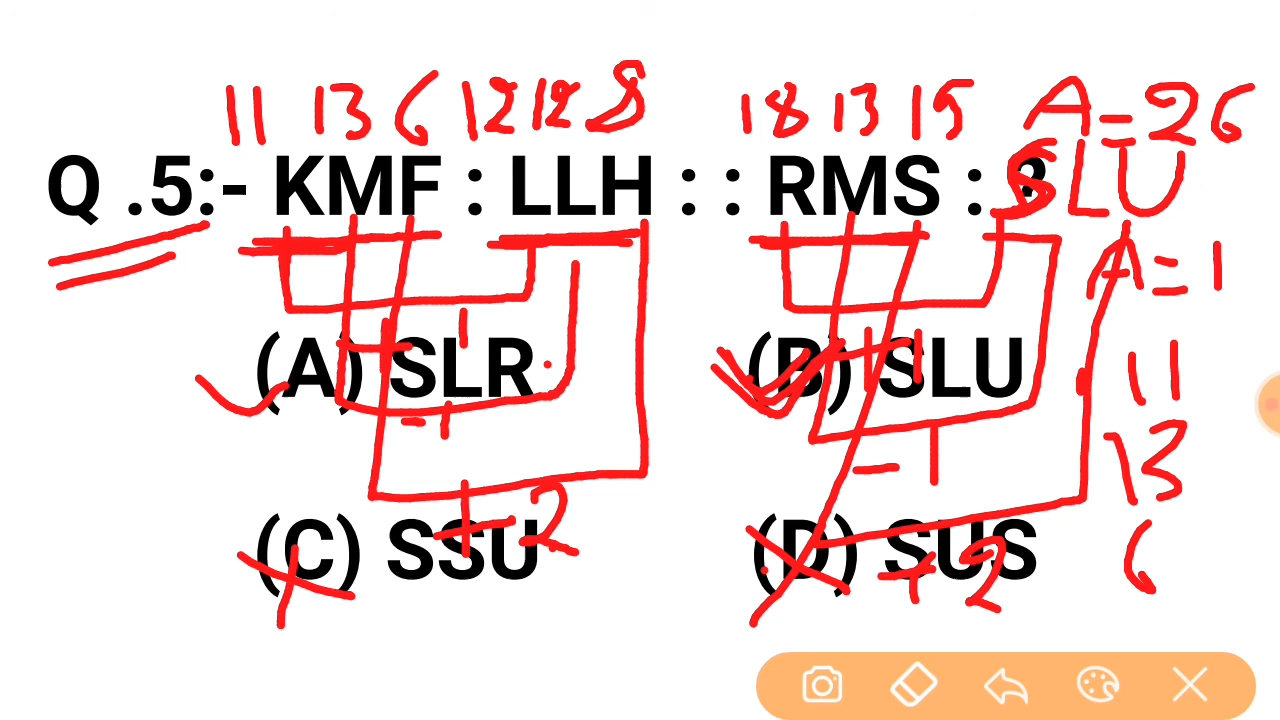 11 13 6 12 12 8 18 13 15 A=26
Q .5:- KMF : LLH : : RMS : ? SLU
A=1
+1 +1 11
(A) SLR (B) SLU
-1 -1 13
+2 +2 6
(C) SSU (D) SUS